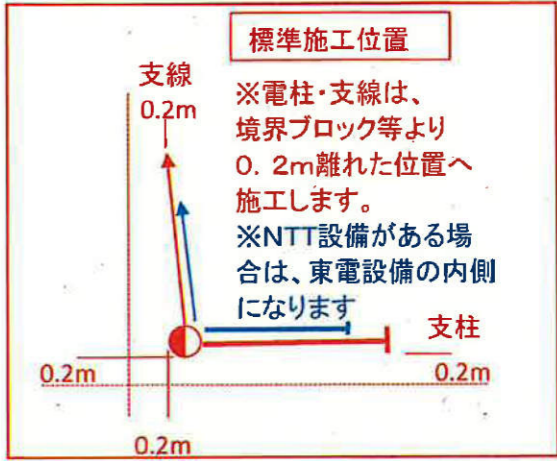 標準施工位置
支線
0.2m
※電柱・支線は、
境界ブロック等より
0．2m離れた位置へ
施工します。
※NTT設備がある場
合は、東電設備の内側
になります
支柱
0.2m
0.2m
0.2m